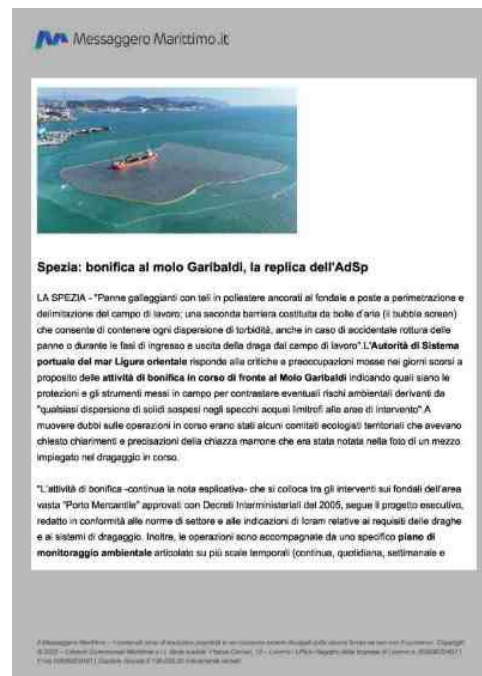 Messaggero Marittimo.it
Spezia: bonifica al molo Garibaldi, la replica dell'AdSp
LA SPEZIA - "Panne galleggianti con teli in poliestere ancorati al fondale e poste a perimetrazione e
delimitazione del campo di lavoro; una seconda barriera costituita da bolle d'aria (il bubble screen)
che consente di contenere ogni dispersione di torbidità, anche in caso di accidentale rottura delle
panne o durante le fasi di ingresso e uscita della draga dal campo di lavoro".L'Autorità di Sistema
portuale del mar Ligure orientale risponde alle critiche e preoccupazioni mosse nei giorni scorsi a
proposito delle attività di bonifica in corso di fronte al Molo Garibaldi indicando quali siano le
protezioni e gli strumenti messi in campo per contrastare eventuali rischi ambientali derivanti da
"qualsiasi dispersione di solidi sospesi negli specchi acquei limitrofi alle aree di intervento".A
muovere dubbi sulle operazioni in corso erano stati alcuni comitati ecologisti territoriali che avevano
chiesto chiarimenti e precisazioni della chiazza marrone che era stata notata nella foto di un mezzo
impiegato nel dragaggio in corso.
"L'attività di bonifica -continua la nota esplicativa- che si colloca tra gli interventi sui fondali dell'area
vasta "Porto Mercantile" approvati con Decreti Interministeriali del 2005, segue il progetto esecutivo,
redatto in conformità alle norme di settore e alle indicazioni di Icram relative ai requisiti delle draghe
e ai sistemi di dragaggio. Inoltre, le operazioni sono accompagnate da uno specifico piano di
monitoraggio ambientale articolato su più scale temporali (continua, quotidiana, settimanale e